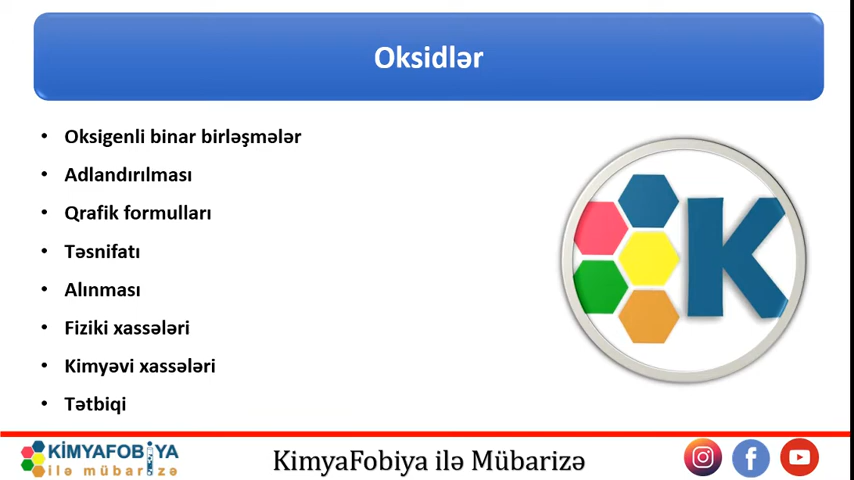 Oksidlər
• Oksigenli binar birləşmələr
• Adlandırılması
• Qrafik formulları
• Təsnifatı
• Alınması
• Fiziki xassələri
• Kimyəvi xassələri
• Tətbiqi
K
KİMYAFOBİYA
ilə mübarizə
KimyaFobiya ilə Mübarizə